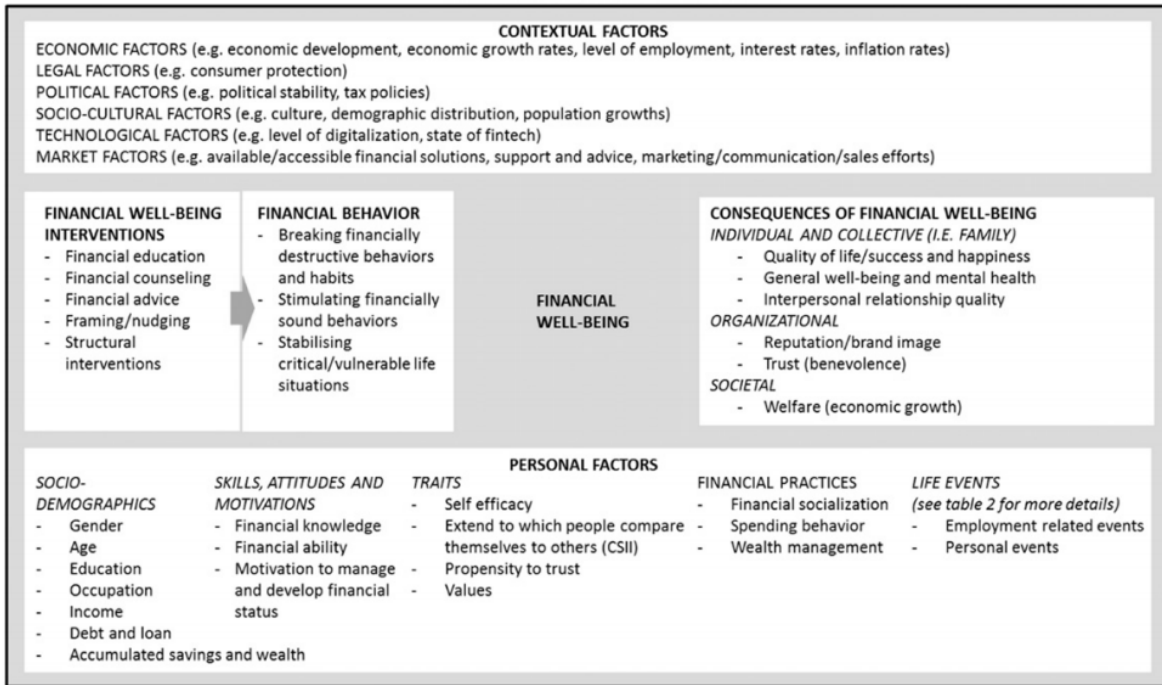 CONTEXTUAL FACTORS
ECONOMIC FACTORS (e.g. economic development, economic growth rates, level of employment, interest rates, inflation rates)
LEGAL FACTORS (e.g. consumer protection)
POLITICAL FACTORS (e.g. political stability, tax policies)
SOCIO-CULTURAL FACTORS (e.g. culture, demographic distribution, population growths)
TECHNOLOGICAL FACTORS (e.g. level of digitalization, state of fintech)
MARKET FACTORS (e.g. available/accessible financial solutions, support and advice, marketing/communication/sales efforts)
FINANCIAL WELL-BEING
INTERVENTIONS
- Financial education
- Financial counseling
- Financial advice
- Framing/nudging
- Structural
interventions
FINANCIAL BEHAVIOR
- Breaking financially
destructive behaviors
and habits
- Stimulating financially
sound behaviors
- Stabilising
critical/vulnerable life
situations
FINANCIAL
WELL-BEING
CONSEQUENCES OF FINANCIAL WELL-BEING
INDIVIDUAL AND COLLECTIVE (I.E. FAMILY)
- Quality of life/success and happiness
- General well-being and mental health
- Interpersonal relationship quality
ORGANIZATIONAL
- Reputation/brand image
- Trust (benevolence)
SOCIETAL
- Welfare (economic growth)
PERSONAL FACTORS
SOCIO-
DEMOGRAPHICS
- Gender
- Age
- Education
- Occupation
- Income
- Debt and loan
- Accumulated savings and wealth
SKILLS, ATTITUDES AND
MOTIVATIONS
- Financial knowledge
- Financial ability
- Motivation to manage
and develop financial
status
TRAITS
- Self efficacy
- Extend to which people compare
themselves to others (CSII)
- Propensity to trust
- Values
FINANCIAL PRACTICES
- Financial socialization
- Spending behavior
- Wealth management
LIFE EVENTS
(see table 2 for more details)
- Employment related events
- Personal events